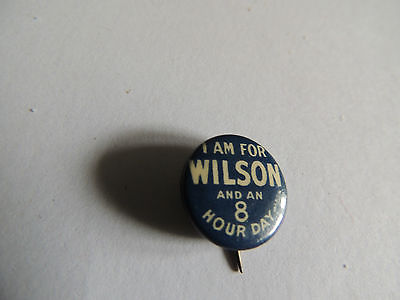 I AM FOR
WILSON
AND AN
8
HOUR DAY